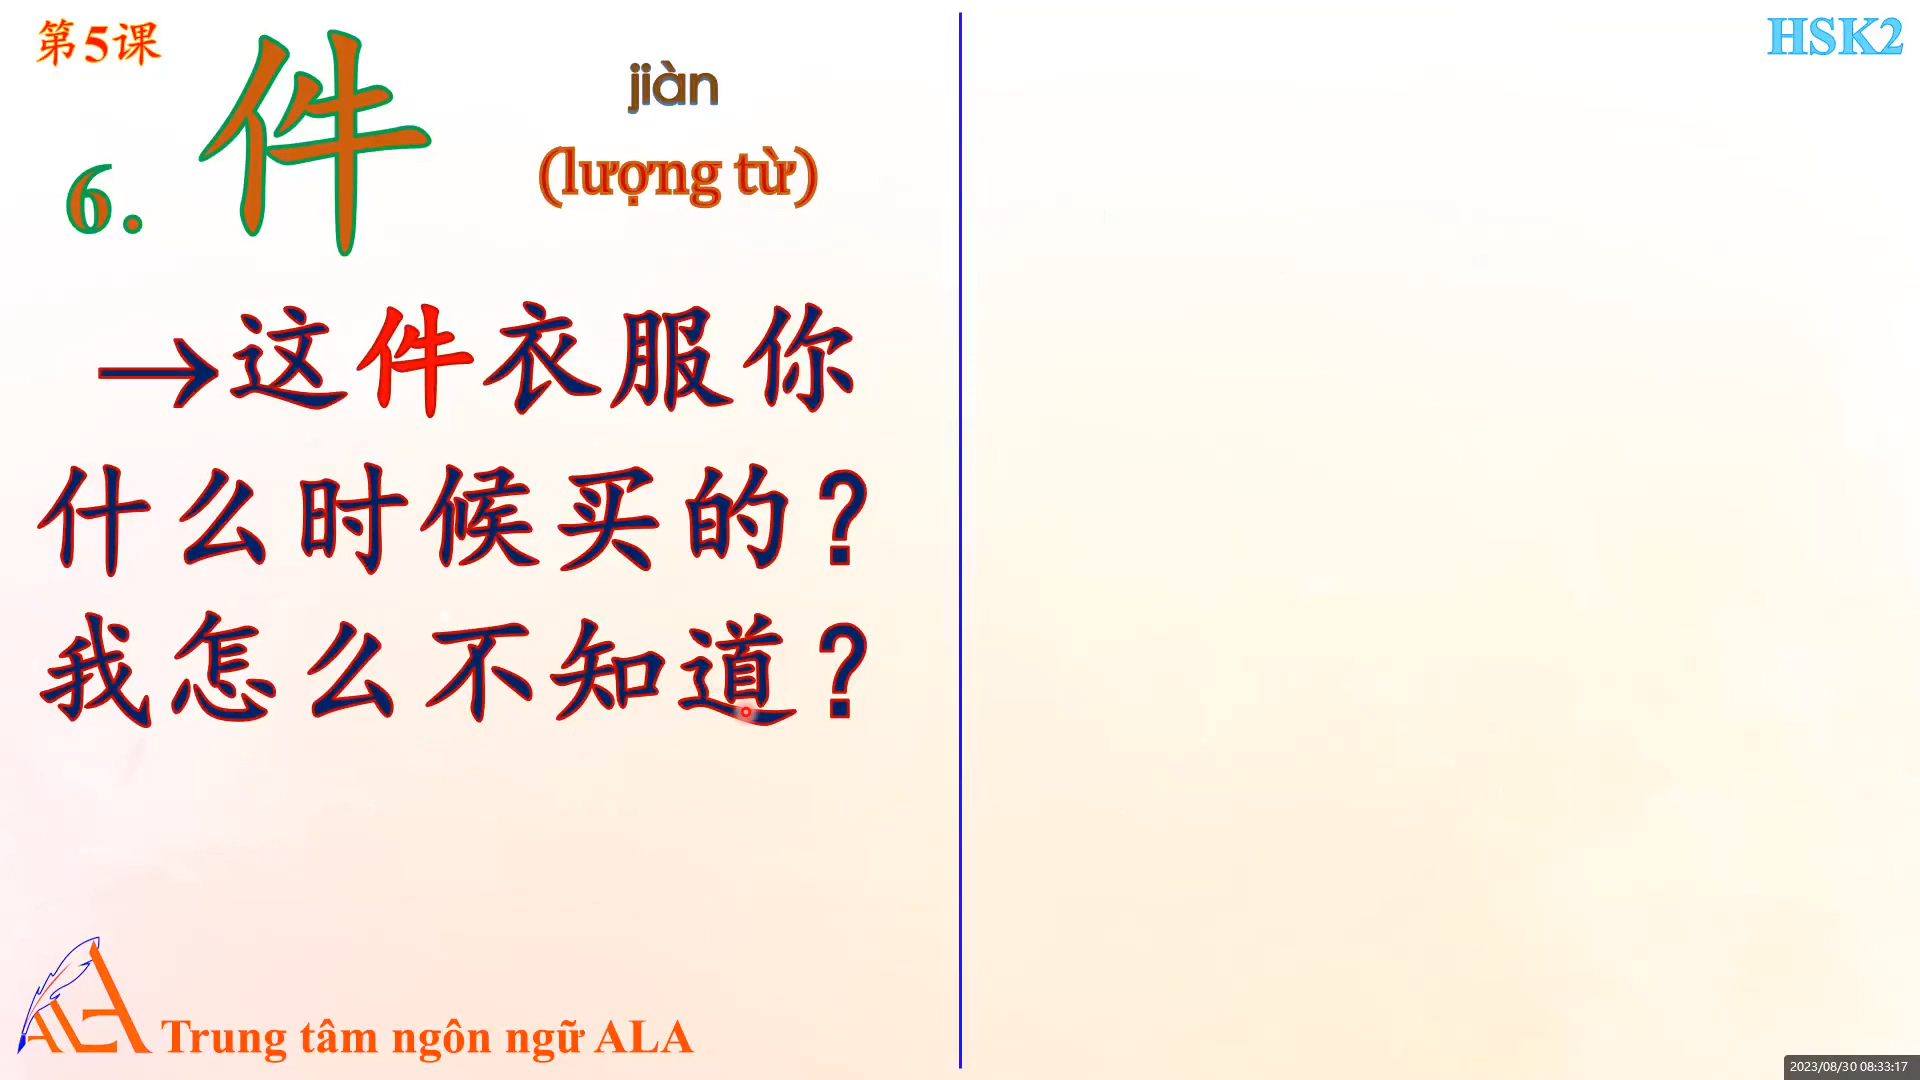 第5课
HSK2
6. 件
jiàn
(lượng từ)
→这件衣服你
什么时候买的?
我怎么不知道?
ALA
Trung tâm ngôn ngữ ALA
2023/08/30 08:33:17